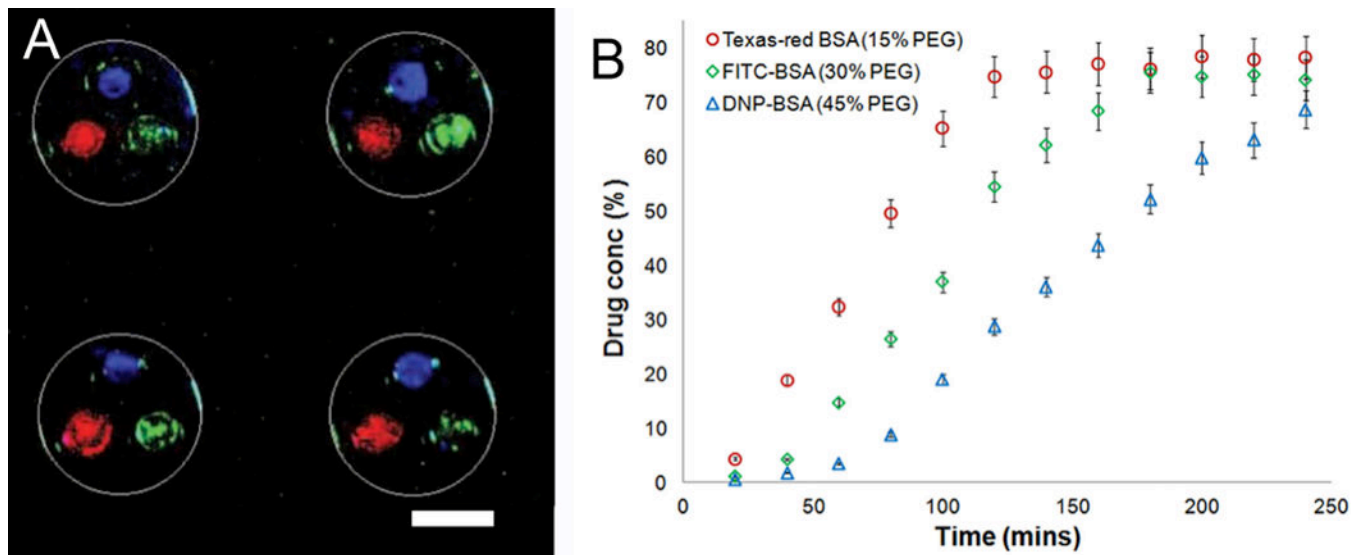 A
B
Texas-red BSA (15% PEG)
FITC-BSA (30% PEG)
DNP-BSA (45% PEG)
Drug conc (%)
80
70
60
50
40
30
20
10
0
0 50 100 150 200 250
Time (mins)